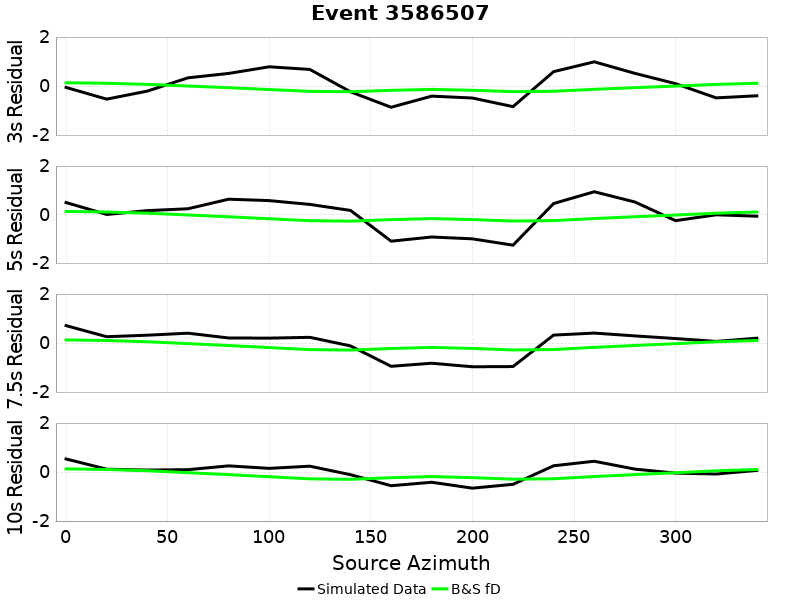 Event 3586507
3s Residual
2
0
-2
5s Residual
2
0
-2
7.5s Residual
2
0
-2
10s Residual
2
0
-2
0 50 100 150 200 250 300
Source Azimuth
Simulated Data B&S fD